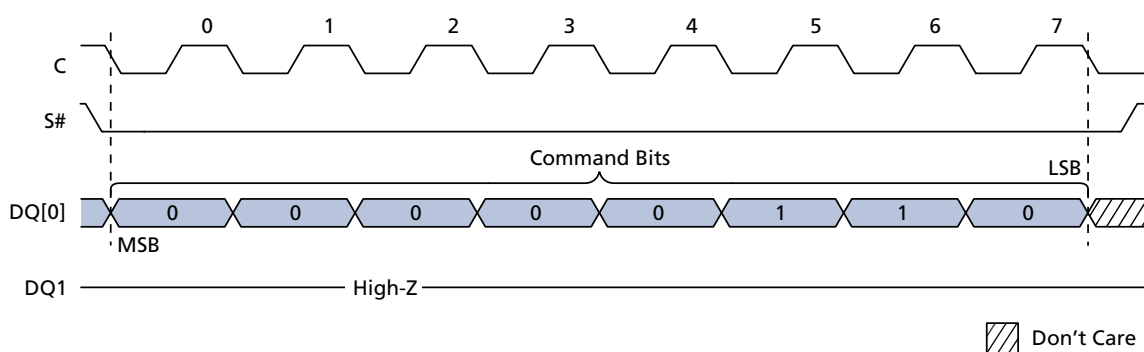 0 1 2 3 4 5 6 7
C
S#
Command Bits
LSB
DQ[0] 0 0 0 0 0 1 1 0
MSB
DQ1 High-Z
Don't Care